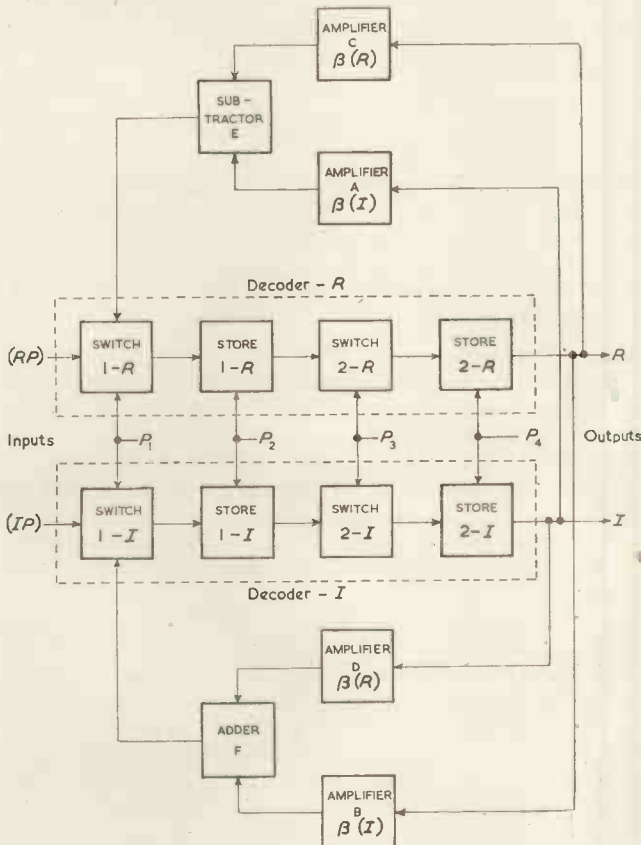 AMPLIFIER
C
β(R)
SUB-
TRACTOR
E
AMPLIFIER
A
β(I)
Decoder - R
(RP)
SWITCH
1-R
STORE
1-R
SWITCH
2-R
STORE
2-R
R
Inputs
P₁
P₂
P₃
P₄
Outputs
(IP)
SWITCH
1-I
STORE
1-I
SWITCH
2-I
STORE
2-I
I
Decoder - I
AMPLIFIER
D
β(R)
ADDER
F
AMPLIFIER
B
β(I)